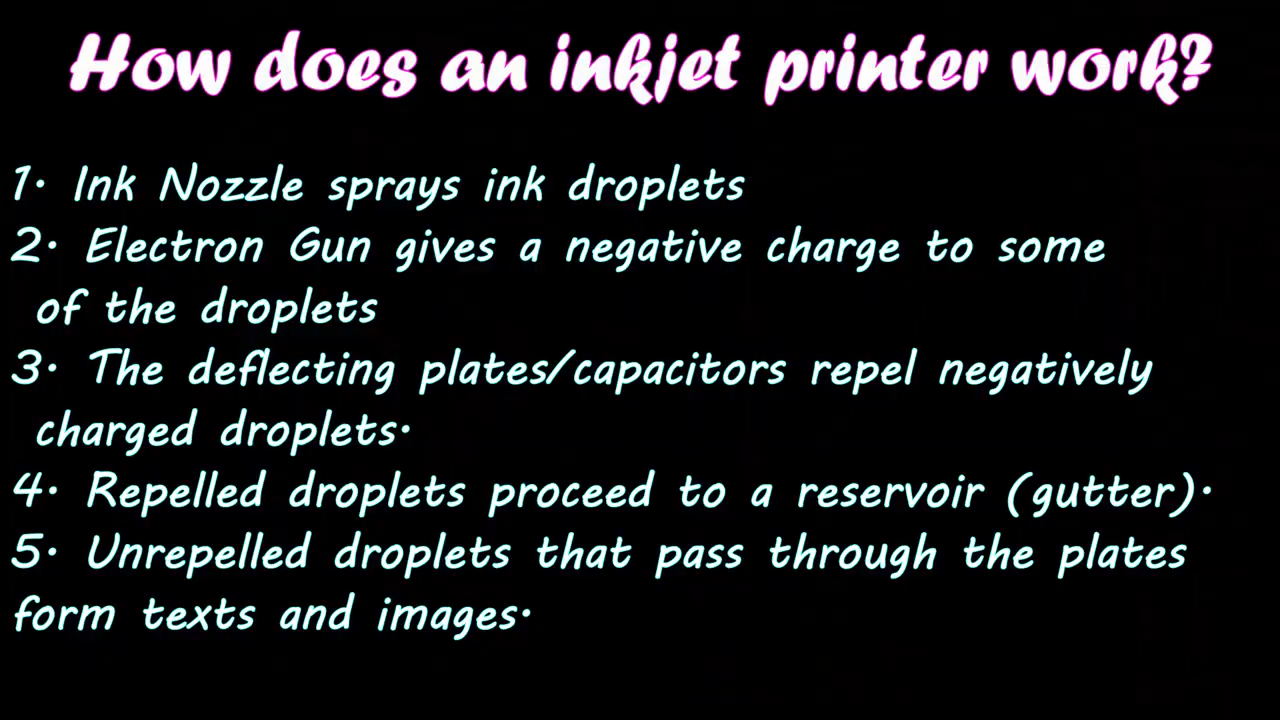 How does an inkjet printer work?
1. Ink Nozzle sprays ink droplets
2. Electron Gun gives a negative charge to some
of the droplets
3. The deflecting plates/capacitors repel negatively
charged droplets.
4. Repelled droplets proceed to a reservoir (gutter).
5. Unrepelled droplets that pass through the plates
form texts and images.